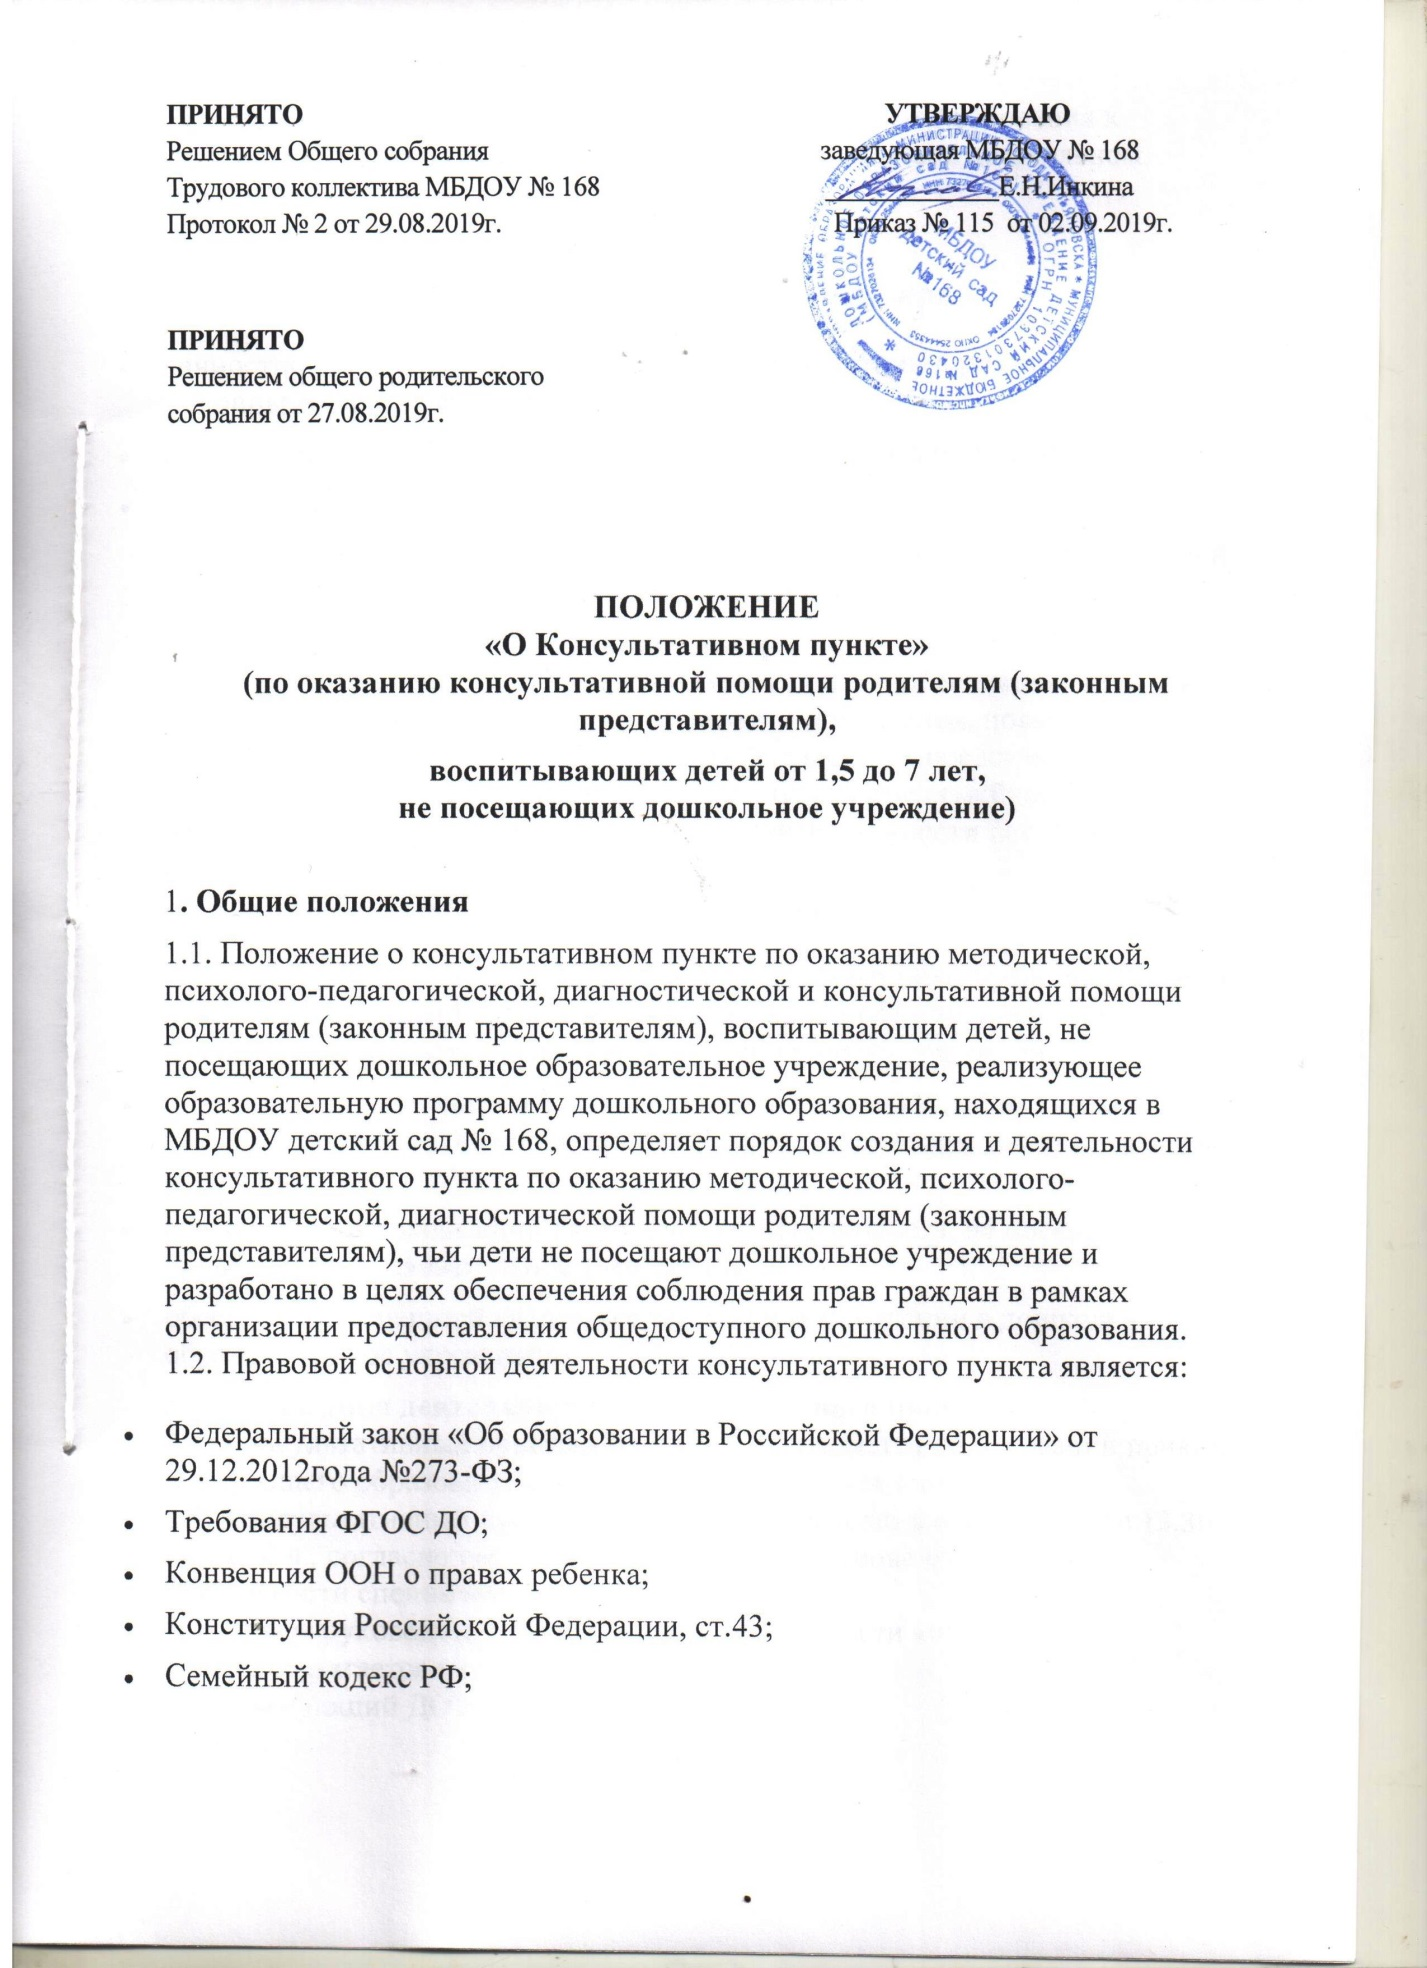 ПРИНЯТО
Решением Общего собрания
Трудового коллектива МБДОУ № 168
Протокол № 2 от 29.08.2019г.
УТВЕРЖДАЮ
заведующая МБДОУ № 168
Е.Н.Инкина
Приказ № 115 от 02.09.2019г.
МБДОУ
детский сад
№168
ПРИНЯТО
Решением общего родительского
собрания от 27.08.2019г.
ПОЛОЖЕНИЕ
«О Консультативном пункте»
(по оказанию консультативной помощи родителям (законным
представителям),
воспитывающих детей от 1,5 до 7 лет,
не посещающих дошкольное учреждение)
1. Общие положения
1.1. Положение о консультативном пункте по оказанию методической,
психолого-педагогической, диагностической и консультативной помощи
родителям (законным представителям), воспитывающим детей, не
посещающих дошкольное образовательное учреждение, реализующее
образовательную программу дошкольного образования, находящихся в
МБДОУ детский сад № 168, определяет порядок создания и деятельности
консультативного пункта по оказанию методической, психолого-
педагогической, диагностической помощи родителям (законным
представителям), чьи дети не посещают дошкольное учреждение и
разработано в целях обеспечения соблюдения прав граждан в рамках
организации предоставления общедоступного дошкольного образования.
1.2. Правовой основной деятельности консультативного пункта является:
• Федеральный закон «Об образовании в Российской Федерации» от
29.12.2012года №273-ФЗ;
• Требования ФГОС ДО;
• Конвенция ООН о правах ребенка;
• Конституция Российской Федерации, ст.43;
• Семейный кодекс РФ;